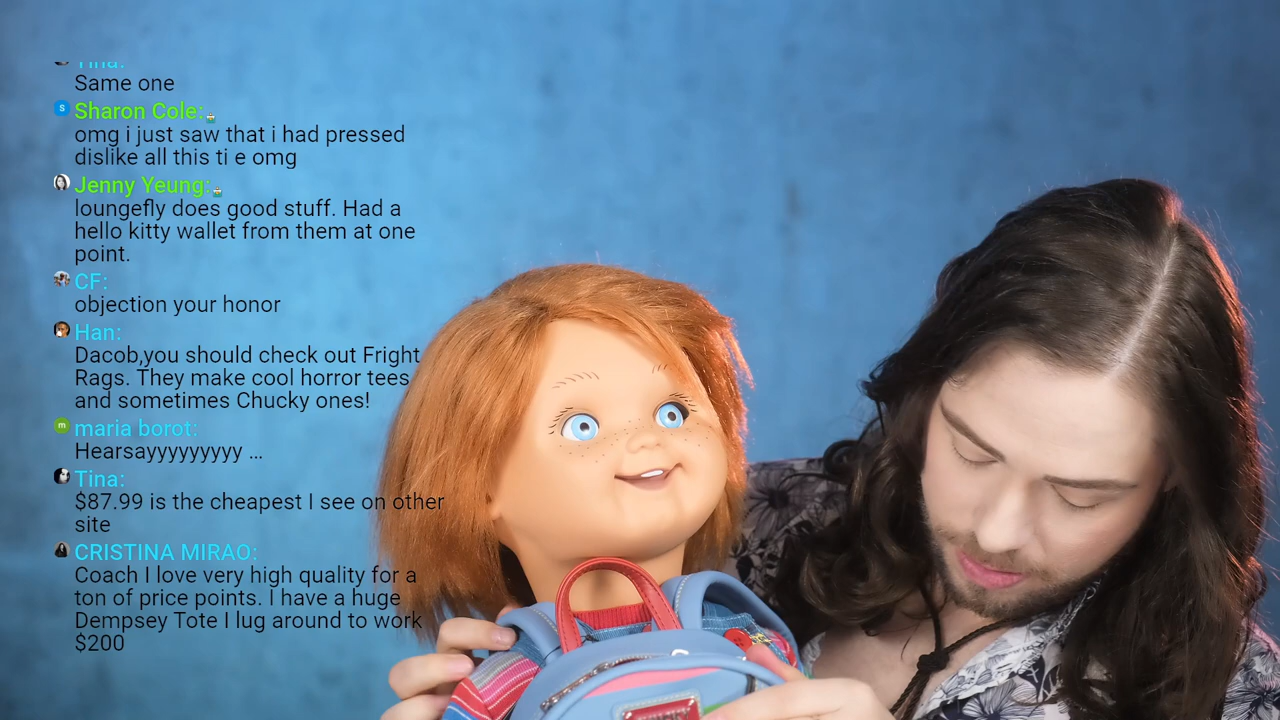 Tina:
Same one
Sharon Cole:
omg i just saw that i had pressed
dislike all this ti e omg
Jenny Yeung:
loungefly does good stuff. Had a
hello kitty wallet from them at one
point.
CF:
objection your honor
Han:
Dacob,you should check out Fright
Rags. They make cool horror tees
and sometimes Chucky ones!
maria borot:
Hearsayyyyyyyyy ...
Tina:
$87.99 is the cheapest I see on other
site
CRISTINA MIRAO:
Coach I love very high quality for a
ton of price points. I have a huge
Dempsey Tote I lug around to work
$200